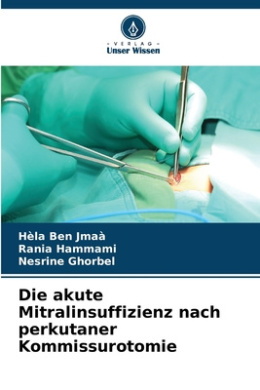 VERLAG
Unser Wissen
Hèla Ben Jmaà
Rania Hammami
Nesrine Ghorbel
Die akute
Mitralinsuffizienz nach
perkutaner
Kommissurotomie